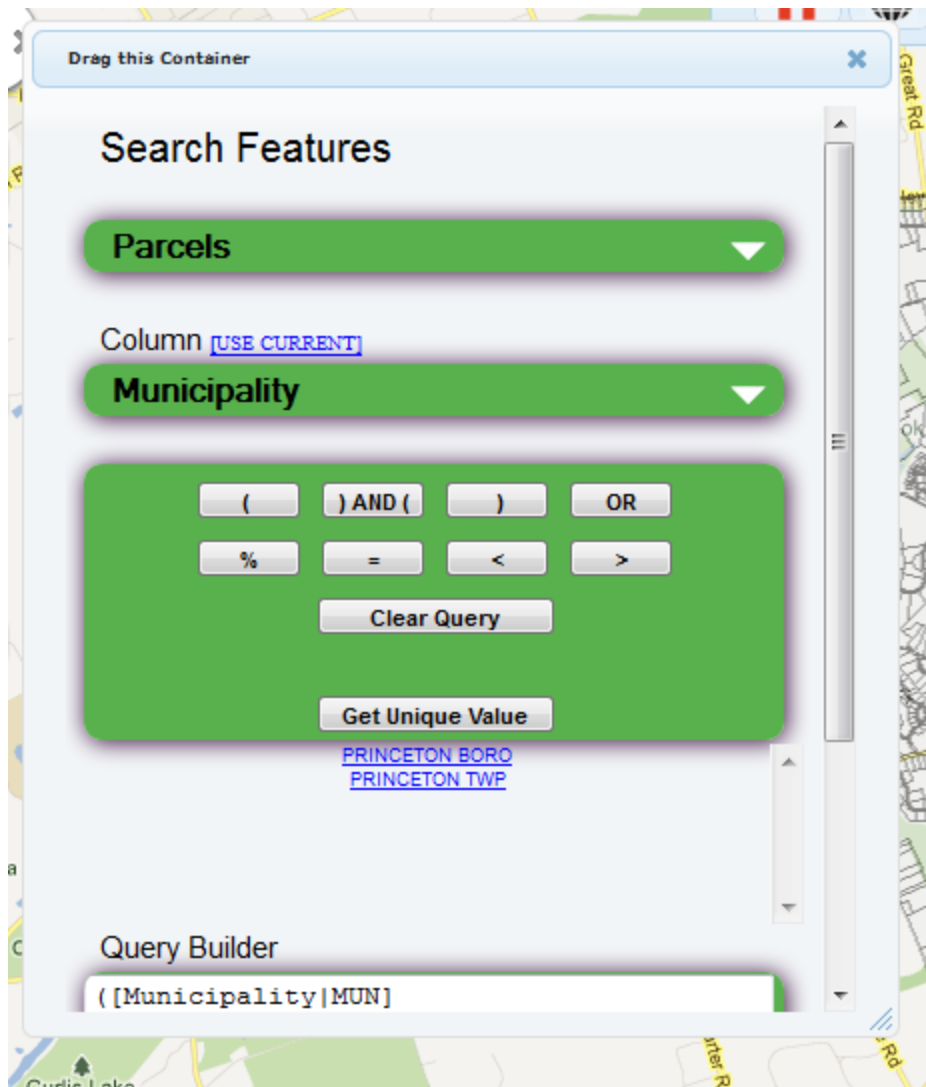 Drag this Container
Great Rd
Search Features
Parcels
Column [USE CURRENT]
Municipality
( ) AND ( ) OR
% = < >
Clear Query
Get Unique Value
PRINCETON BORO
PRINCETON TWP
Query Builder
([Municipality|MUN]
Rd